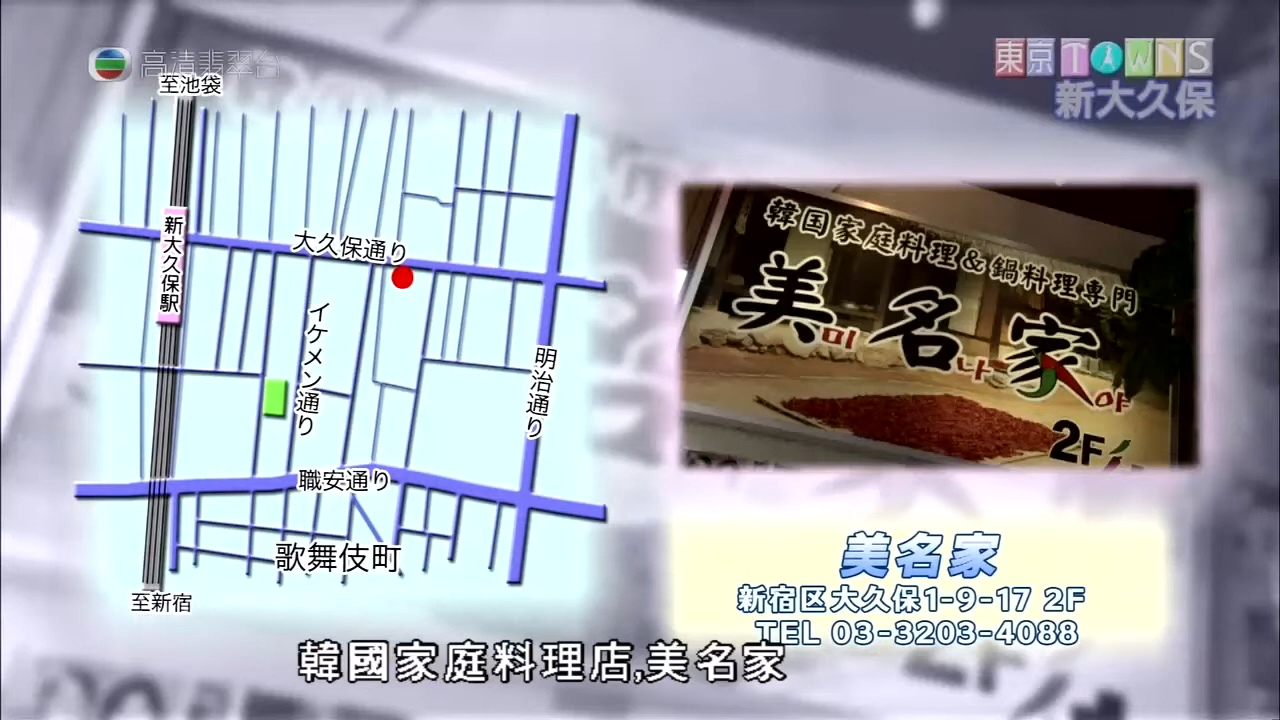 高清翡翠台
東京TOWNS
新大久保
至池袋
新大久保駅
大久保通り
イケメン通り
明治通り
職安通り
歌舞伎町
至新宿
韓国家庭料理&鍋料理専門
美名家
미나야
2F
美名家
新宿区大久保1-9-17 2F
TEL 03-3203-4088
韓國家庭料理店,美名家